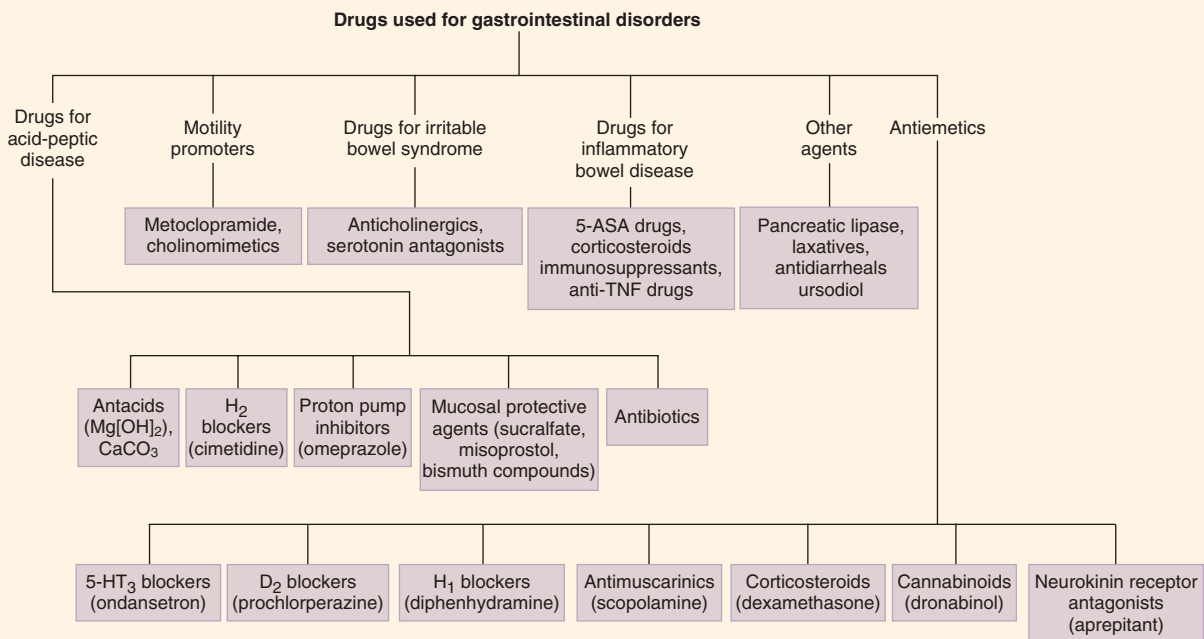 Drugs used for gastrointestinal disorders
Drugs for
acid-peptic
disease
Motility
promoters
Drugs for irritable
bowel syndrome
Drugs for
inflammatory
bowel disease
Other
agents
Antiemetics
Metoclopramide,
cholinomimetics
Anticholinergics,
serotonin antagonists
5-ASA drugs,
corticosteroids
immunosuppressants,
anti-TNF drugs
Pancreatic lipase,
laxatives,
antidiarrheals
ursodiol
Antacids
(Mg[OH]₂),
CaCO₃
H₂
blockers
(cimetidine)
Proton pump
inhibitors
(omeprazole)
Mucosal protective
agents (sucralfate,
misoprostol,
bismuth compounds)
Antibiotics
5-HT₃ blockers
(ondansetron)
D₂ blockers
(prochlorperazine)
H₁ blockers
(diphenhydramine)
Antimuscarinics
(scopolamine)
Corticosteroids
(dexamethasone)
Cannabinoids
(dronabinol)
Neurokinin receptor
antagonists
(aprepitant)